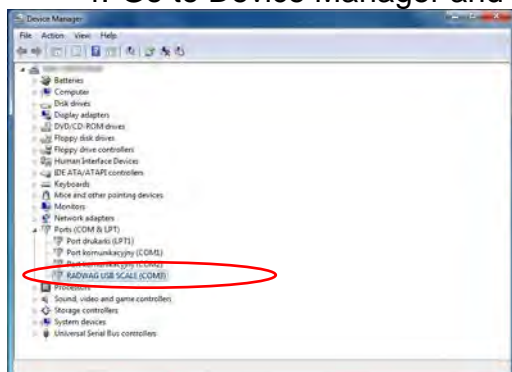 4. Go to Device Manager and
Device Manager
File Action View Help
Batteries
Computer
Disk drives
Display adapters
DVD/CD-ROM drives
Floppy disk drives
Floppy drive controllers
Human Interface Devices
IDE ATA/ATAPI controllers
Keyboards
Mice and other pointing devices
Monitors
Network adapters
Ports (COM & LPT)
Port drukarki (LPT1)
Port komunikacyjny (COM1)
Port komunikacyjny (COM2)
RADWAG USB SCALE (COM3)
Processors
Sound, video and game controllers
Storage controllers
System devices
Universal Serial Bus controllers